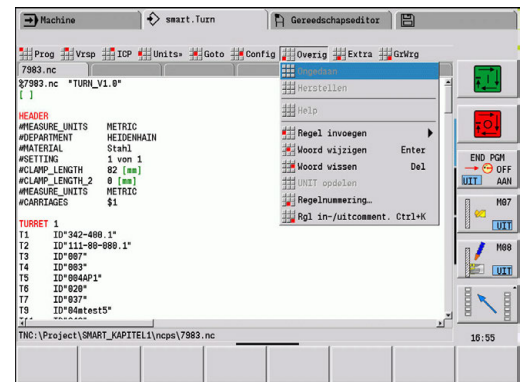 Machine
smart.Turn
Gereedschapseditor
Prog
Vrsp
ICP
Units»
Goto
Config
Overig
Extra
GrWrg
7983.nc
%7983.nc "TURN_V1.0"
[ ]
HEADER
#MEASURE_UNITS METRIC
#DEPARTMENT HEIDENHAIN
#MATERIAL Stahl
#SETTING 1 von 1
#CLAMP_LENGTH 82 [mm]
#CLAMP_LENGTH_2 0 [mm]
#MEASURE_UNITS METRIC
#CARRIAGES $1
TURRET 1
T1 ID"342-400.1"
T2 ID"111-80-080.1"
T3 ID"007"
T4 ID"003"
T5 ID"004AP1"
T6 ID"020"
T7 ID"037"
T9 ID"04mtest5"
Ongedaan
Herstellen
Help
Regel invoegen
Woord wijzigen Enter
Woord wissen Del
UNIT opdelen
Regelnummering...
Rgl in-/uitcomment. Ctrl+K
TNC:\Project\SMART_KAPITEL1\ncps\7983.nc
END PGM
OFF
UIT AAN
M07
UIT
M08
UIT
16:55